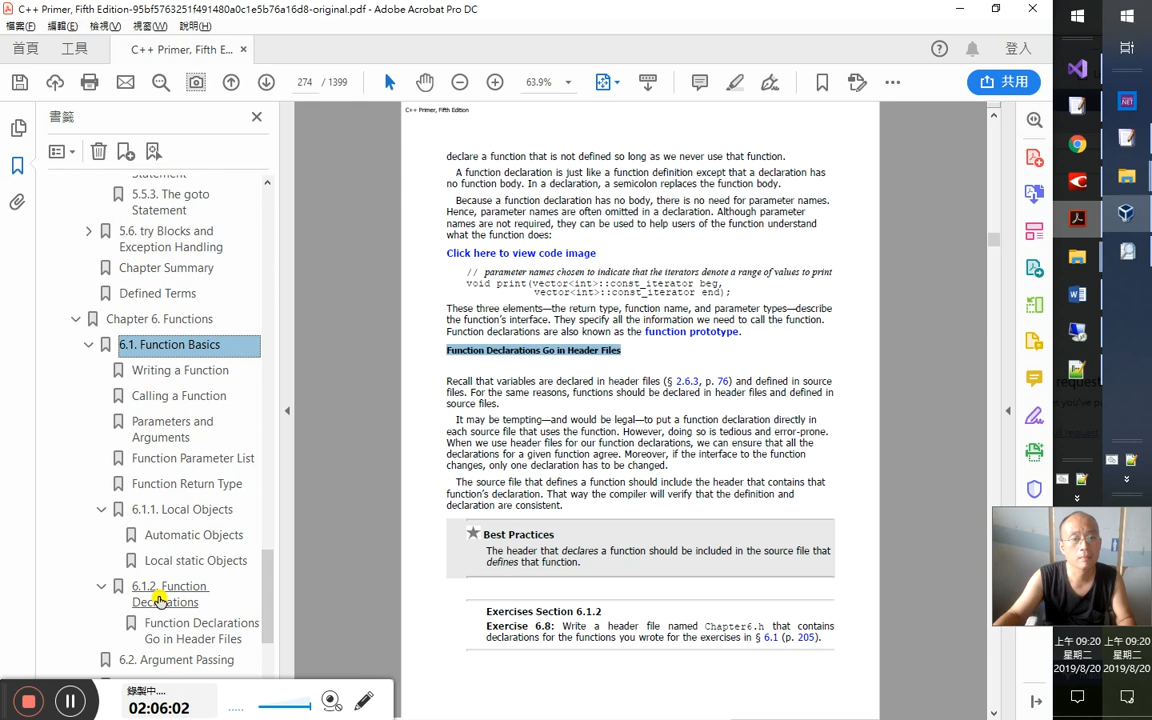 C++ Primer, Fifth Edition-95bf5763251f491480a0c1e5b76a16d8-original.pdf - Adobe Acrobat Pro DC
檔案(F) 編輯(E) 檢視(V) 視窗(W) 說明(H)
首頁 工具 C++ Primer, Fifth E... × 登入
274 / 1399 63.9% 共用
書籤
Statement
5.5.3. The goto
Statement
5.6. try Blocks and
Exception Handling
Chapter Summary
Defined Terms
Chapter 6. Functions
6.1. Function Basics
Writing a Function
Calling a Function
Parameters and
Arguments
Function Parameter List
Function Return Type
6.1.1. Local Objects
Automatic Objects
Local static Objects
6.1.2. Function
Declarations
Function Declarations
Go in Header Files
6.2. Argument Passing
C++ Primer, Fifth Edition
declare a function that is not defined so long as we never use that function.
A function declaration is just like a function definition except that a declaration has
no function body. In a declaration, a semicolon replaces the function body.
Because a function declaration has no body, there is no need for parameter names.
Hence, parameter names are often omitted in a declaration. Although parameter
names are not required, they can be used to help users of the function understand
what the function does:
Click here to view code image
// parameter names chosen to indicate that the iterators denote a range of values to print
void print(vector<int>::const_iterator beg,
vector<int>::const_iterator end);
These three elements—the return type, function name, and parameter types—describe
the function's interface. They specify all the information we need to call the function.
Function declarations are also known as the function prototype.
Function Declarations Go in Header Files
Recall that variables are declared in header files (§ 2.6.3, p. 76) and defined in source
files. For the same reasons, functions should be declared in header files and defined in
source files.
It may be tempting—and would be legal—to put a function declaration directly in
each source file that uses the function. However, doing so is tedious and error-prone.
When we use header files for our function declarations, we can ensure that all the
declarations for a given function agree. Moreover, if the interface to the function
changes, only one declaration has to be changed.
The source file that defines a function should include the header that contains that
function's declaration. That way the compiler will verify that the definition and
declaration are consistent.
Best Practices
The header that declares a function should be included in the source file that
defines that function.
Exercises Section 6.1.2
Exercise 6.8: Write a header file named Chapter6.h that contains
declarations for the functions you wrote for the exercises in § 6.1 (p. 205).
錄製中....
02:06:02
上午 09:20 上午 09:20
星期二 星期二
2019/8/20 2019/8/20